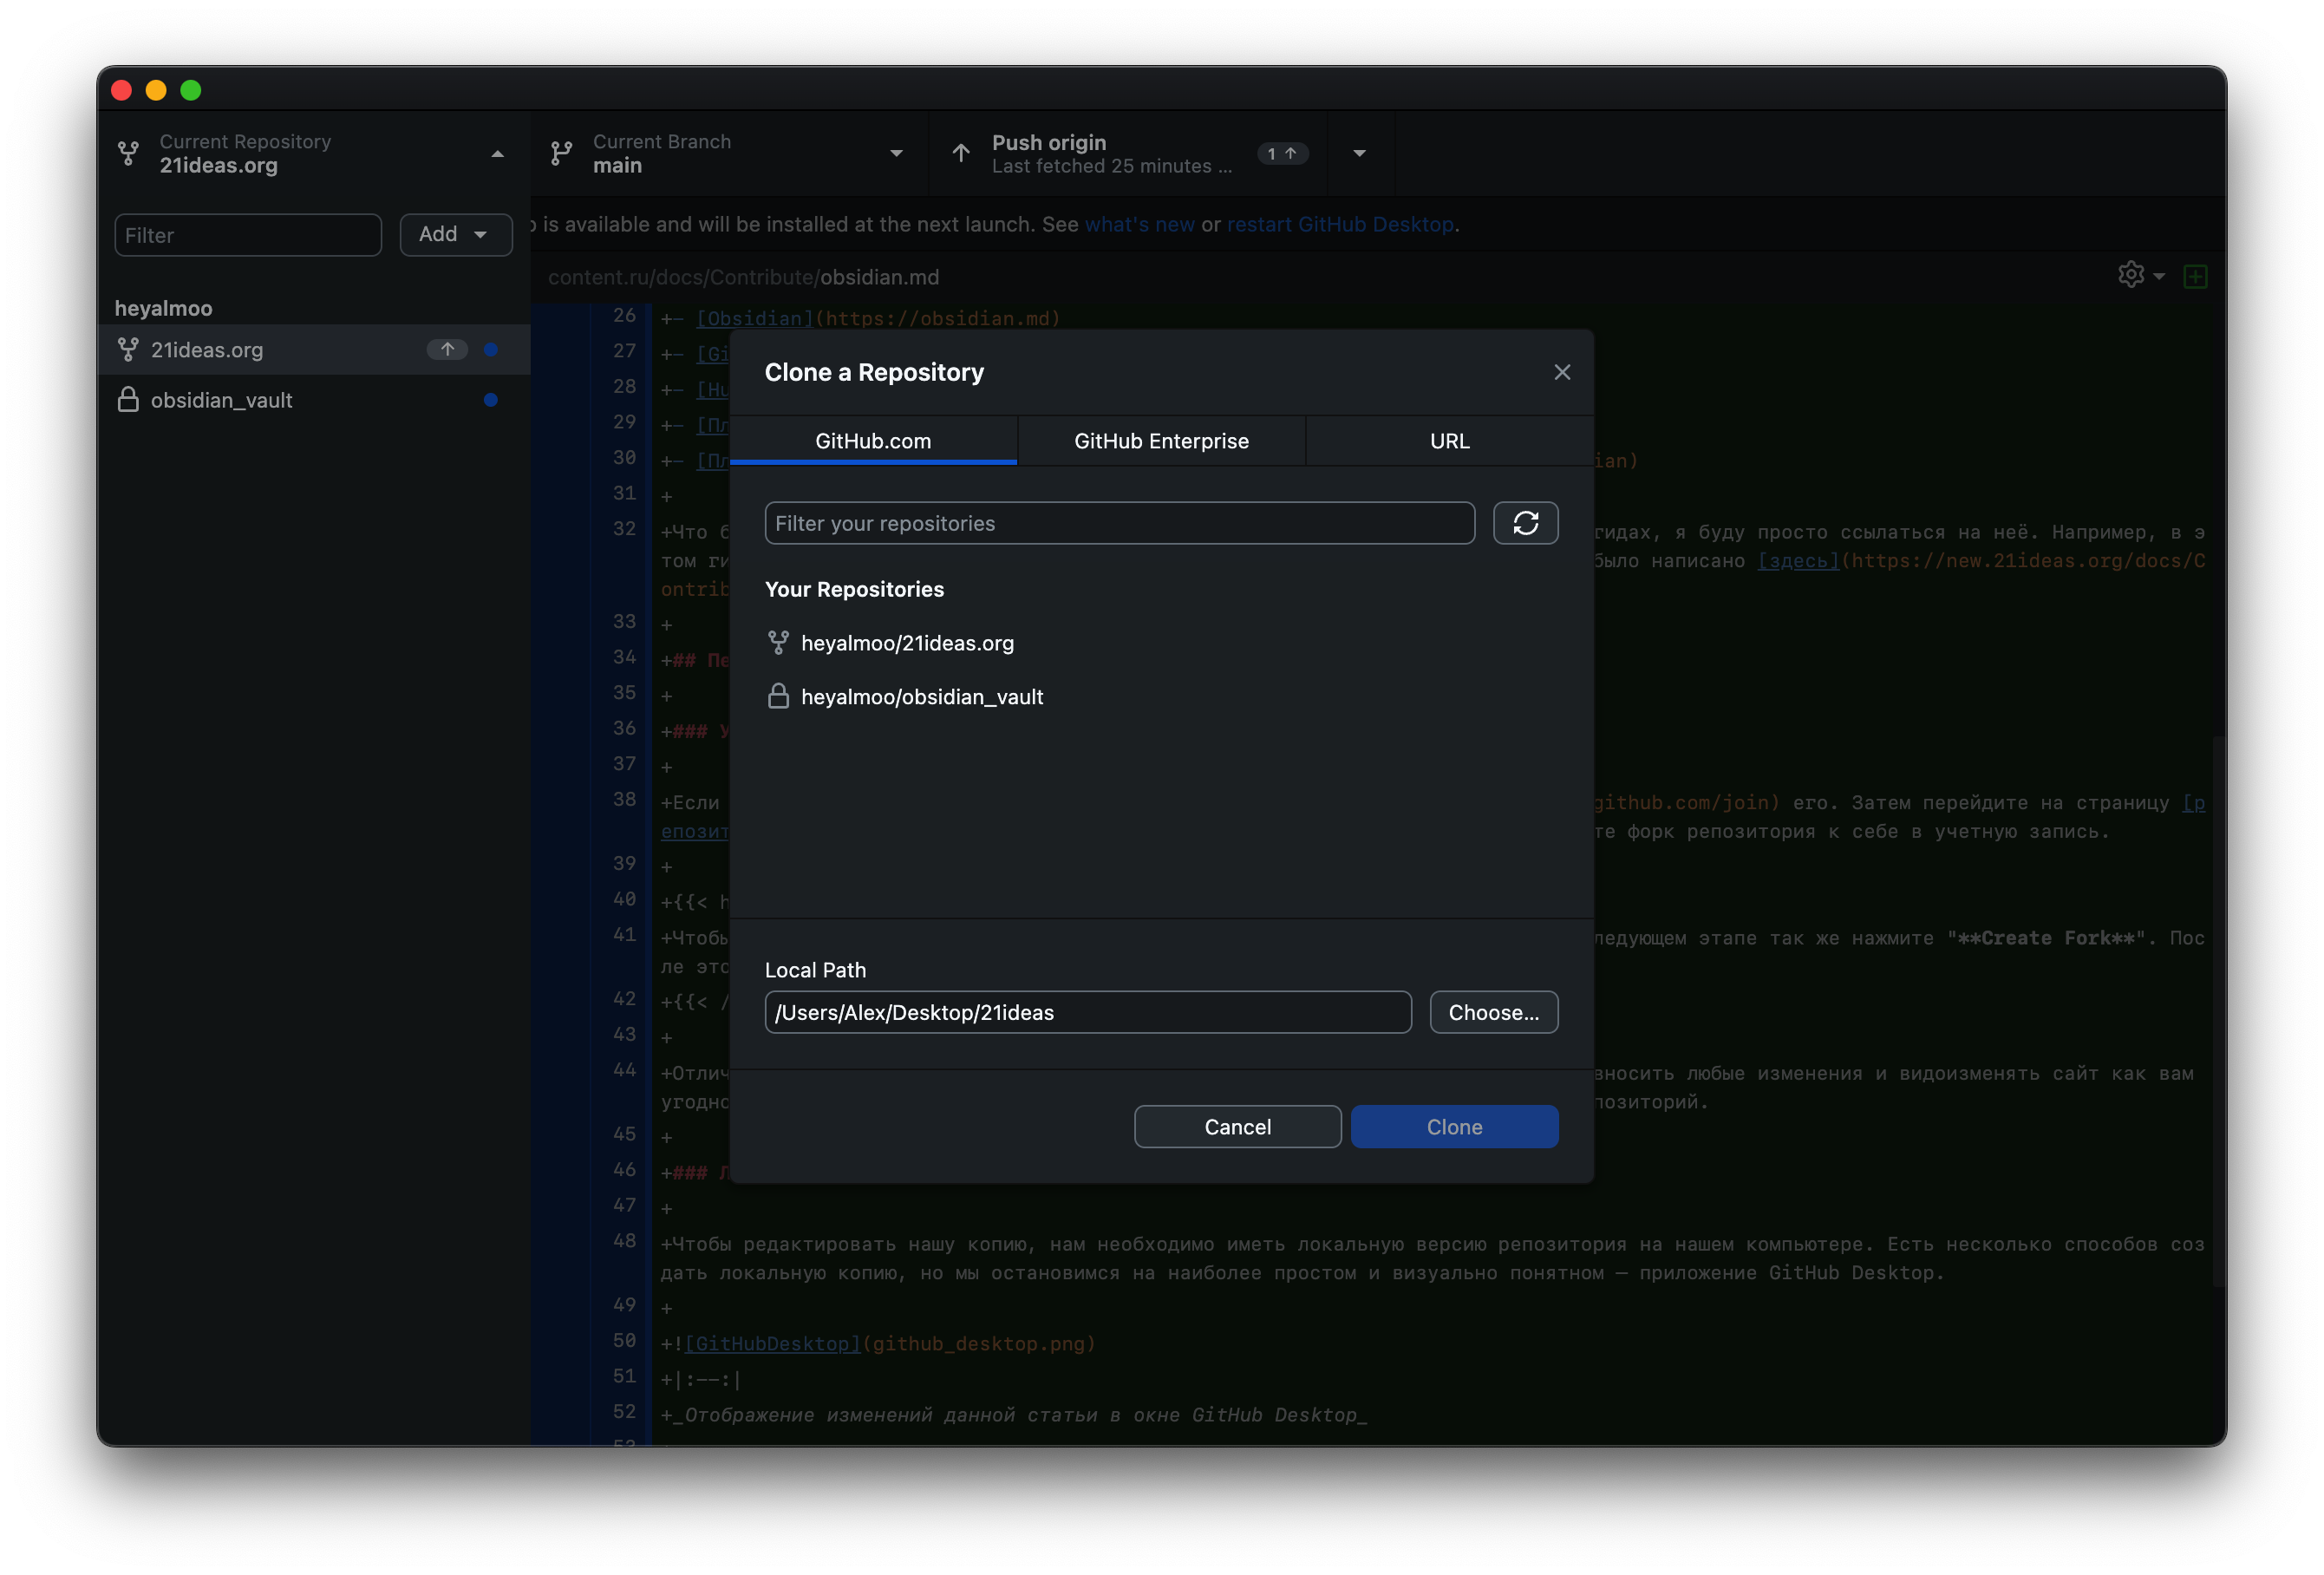 Current Repository
21ideas.org
Current Branch
main
Push origin
Last fetched 25 minutes ...
1
Filter
Add
is available and will be installed at the next launch. See what's new or restart GitHub Desktop.
content.ru/docs/Contribute/obsidian.md
heyalmoo
21ideas.org
obsidian_vault
26 +- [Obsidian](https://obsidian.md)
27 +- [Gi
28 +- [Hu
29 +- [Пл
30 +- [Пл
ian)
31 +
32 +Что б
гидах, я буду просто ссылаться на неё. Например, в э
том ги
было написано [здесь](https://new.21ideas.org/docs/C
ontrib
33 +
34 +## Пе
35 +
36 +### У
37 +
38 +Если
github.com/join) его. Затем перейдите на страницу [р
епозит
те форк репозитория к себе в учетную запись.
39 +
40 +{{< h
41 +Чтобы
ледующем этапе так же нажмите "**Create Fork**". Пос
ле это
42 +{{< /
43 +
44 +Отлич
вносить любые изменения и видоизменять сайт как вам
угодно
позиторий.
45 +
46 +### Л
47 +
48 +Чтобы редактировать нашу копию, нам необходимо иметь локальную версию репозитория на нашем компьютере. Есть несколько способов соз
дать локальную копию, но мы остановимся на наиболее простом и визуально понятном — приложение GitHub Desktop.
49 +
50 +![GitHubDesktop](github_desktop.png)
51 +|:--:|
52 +_Отображение изменений данной статьи в окне GitHub Desktop_
53
Clone a Repository
GitHub.com
GitHub Enterprise
URL
Filter your repositories
Your Repositories
heyalmoo/21ideas.org
heyalmoo/obsidian_vault
Local Path
/Users/Alex/Desktop/21ideas
Choose...
Cancel
Clone